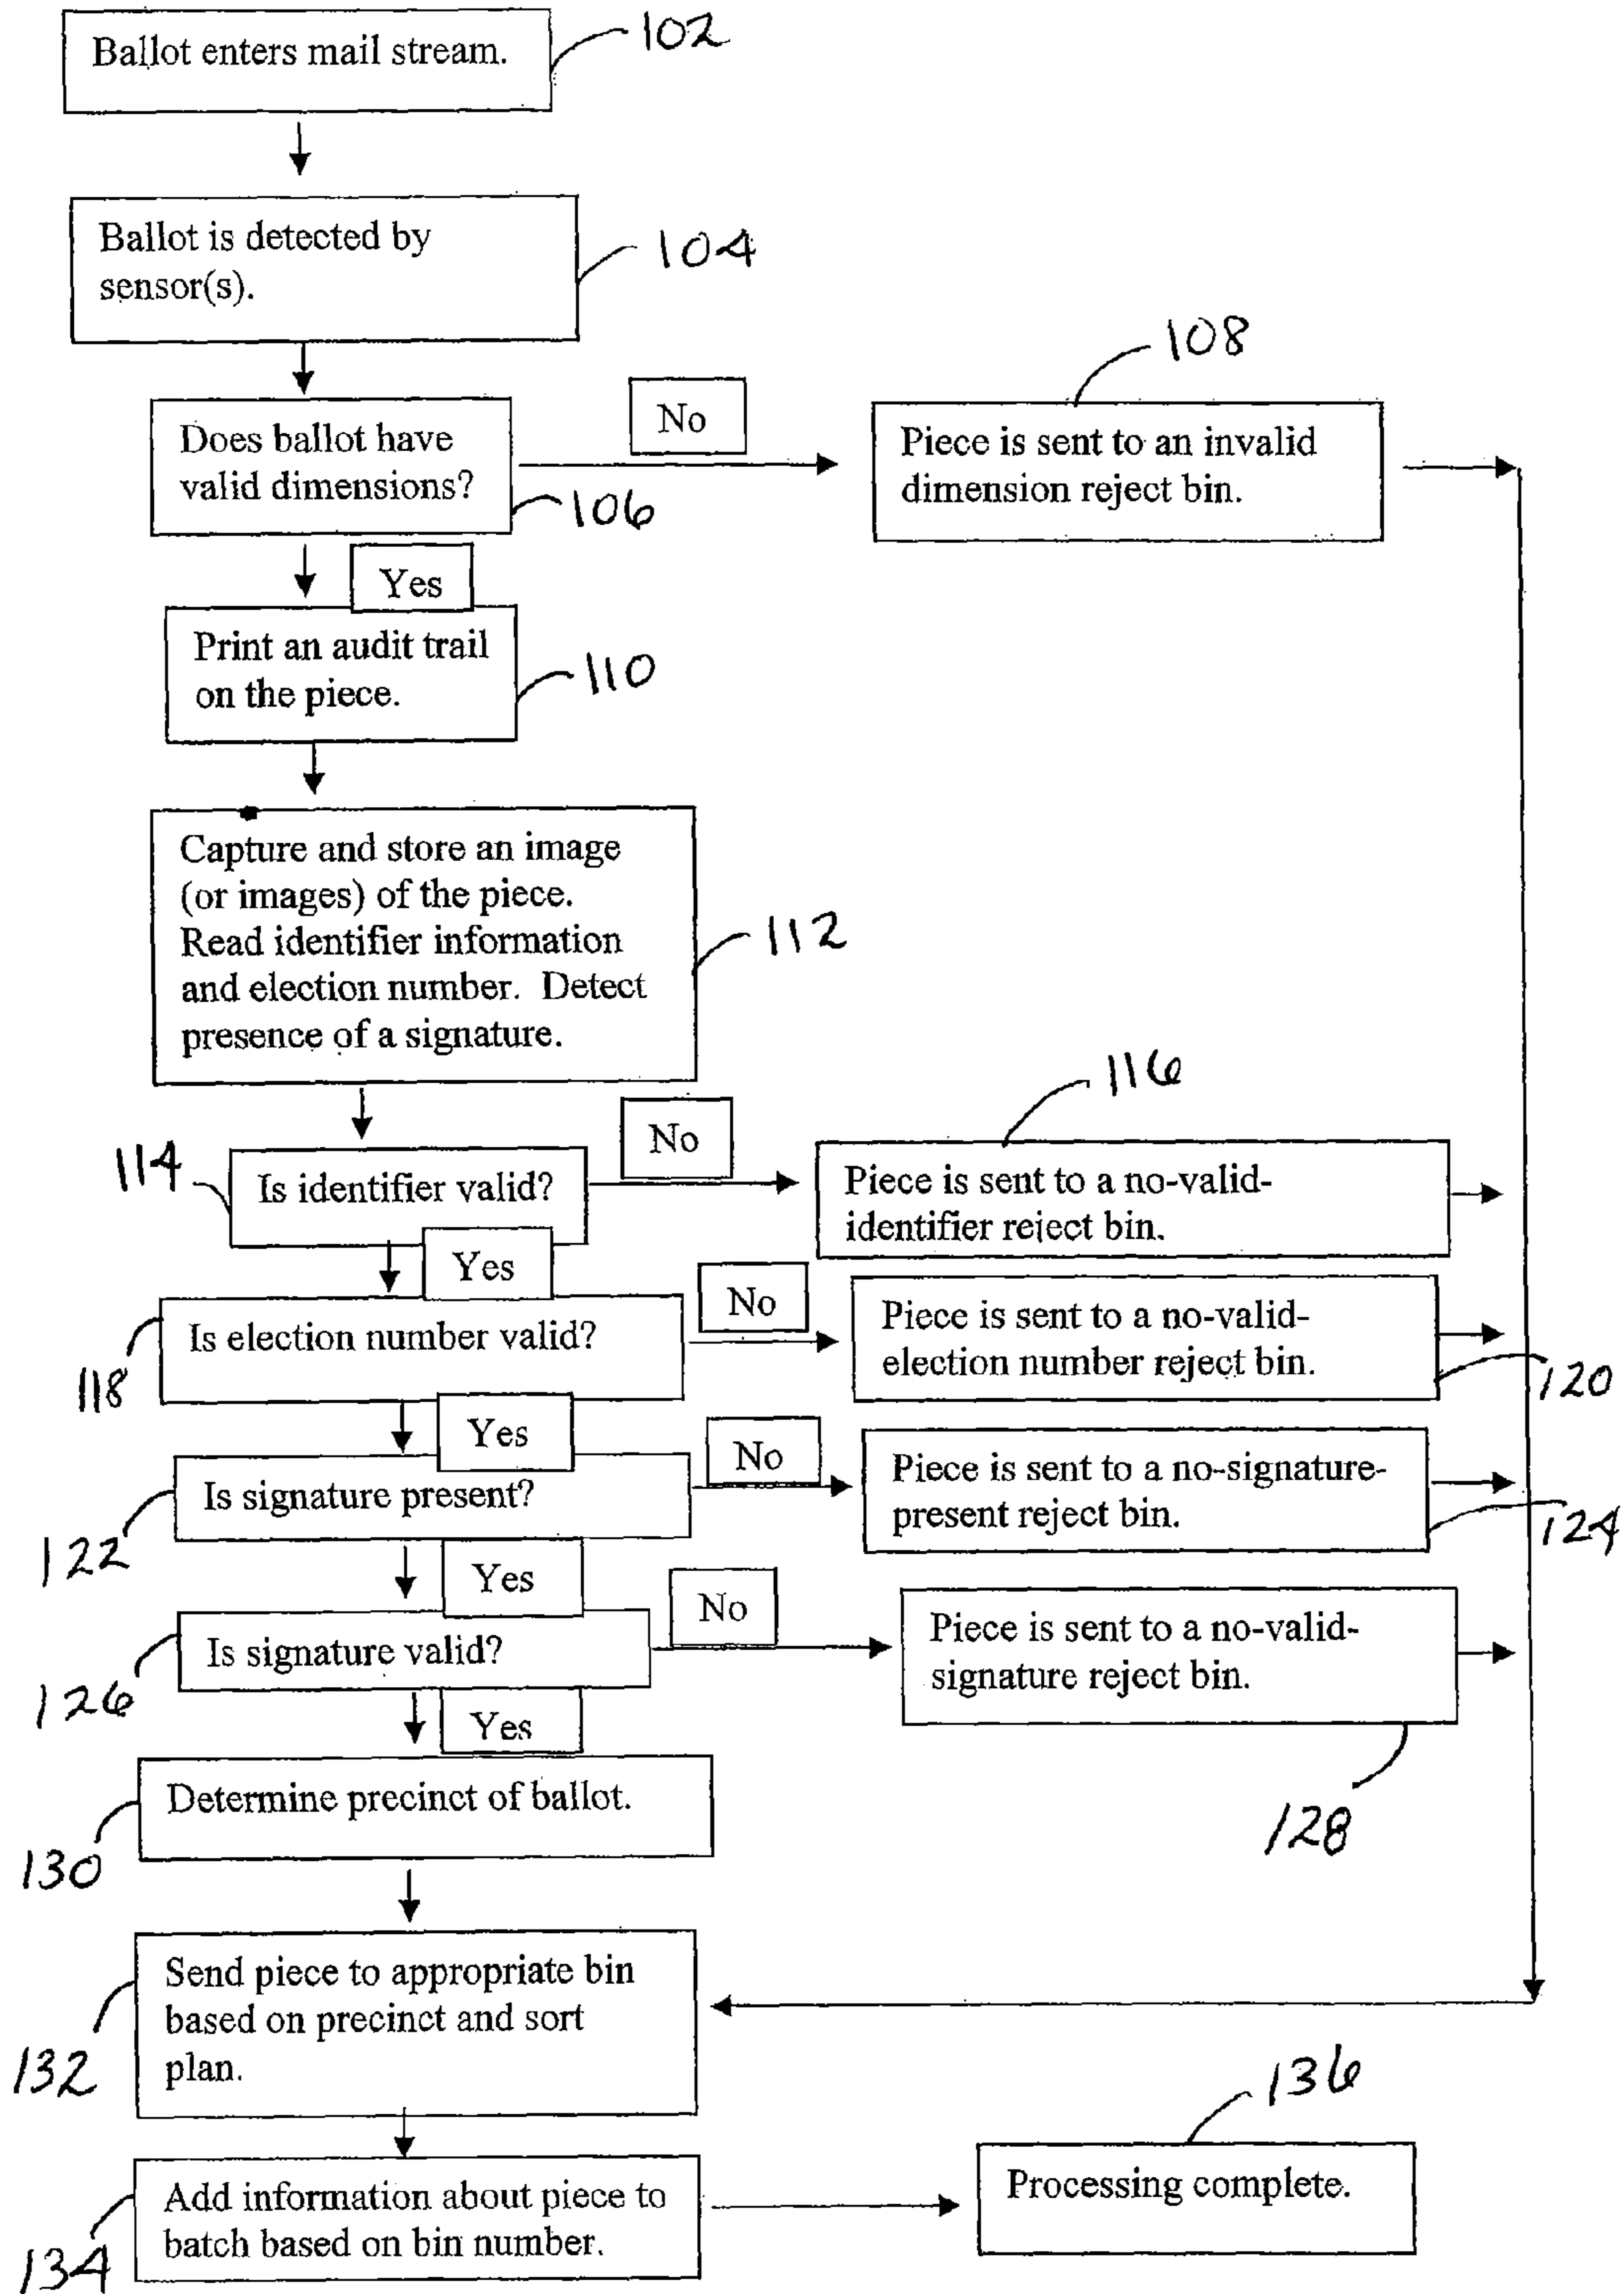 Ballot enters mail stream.
102
Ballot is detected by
sensor(s).
104
Does ballot have
valid dimensions?
106
No
Piece is sent to an invalid
dimension reject bin.
108
Yes
Print an audit trail
on the piece.
110
Capture and store an image
(or images) of the piece.
Read identifier information
and election number. Detect
presence of a signature.
112
114
Is identifier valid?
No
Piece is sent to a no-valid-
identifier reject bin.
116
Yes
118
Is election number valid?
No
Piece is sent to a no-valid-
election number reject bin.
120
Yes
122
Is signature present?
No
Piece is sent to a no-signature-
present reject bin.
124
Yes
126
Is signature valid?
No
Piece is sent to a no-valid-
signature reject bin.
128
Yes
130
Determine precinct of ballot.
132
Send piece to appropriate bin
based on precinct and sort
plan.
134
Add information about piece to
batch based on bin number.
Processing complete.
136